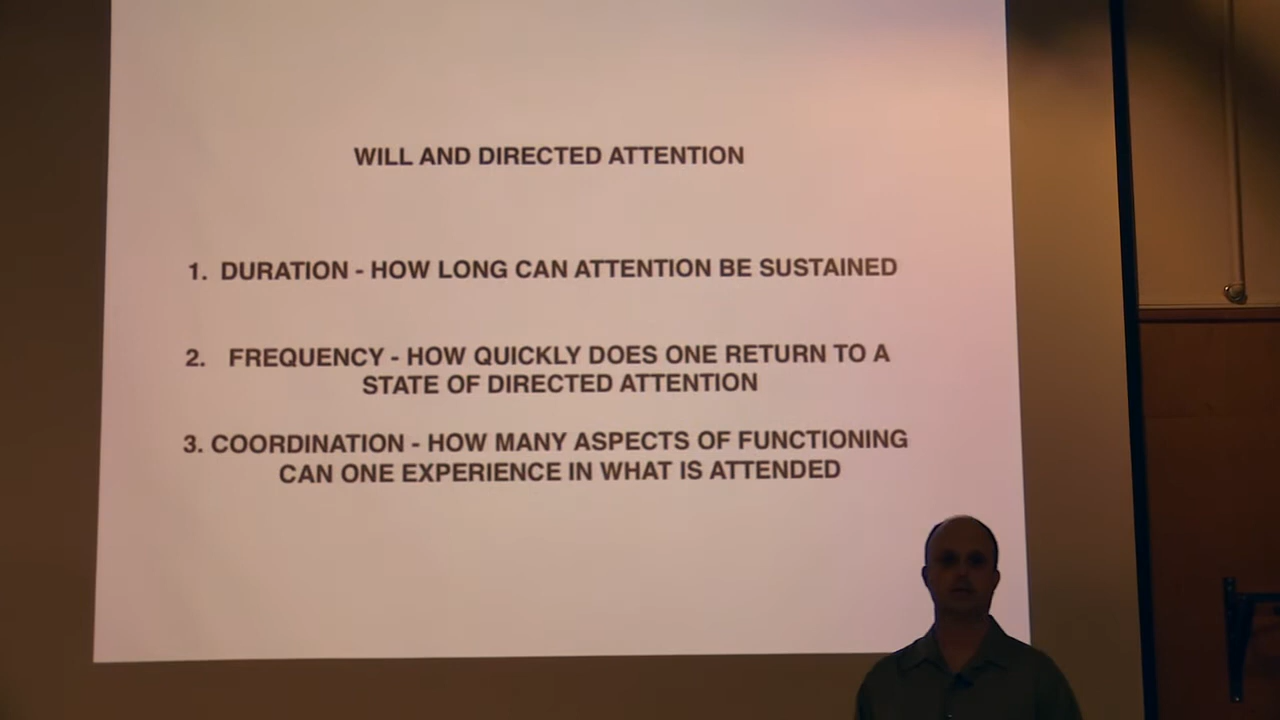 WILL AND DIRECTED ATTENTION
1. DURATION - HOW LONG CAN ATTENTION BE SUSTAINED
2. FREQUENCY - HOW QUICKLY DOES ONE RETURN TO A
STATE OF DIRECTED ATTENTION
3. COORDINATION - HOW MANY ASPECTS OF FUNCTIONING
CAN ONE EXPERIENCE IN WHAT IS ATTENDED